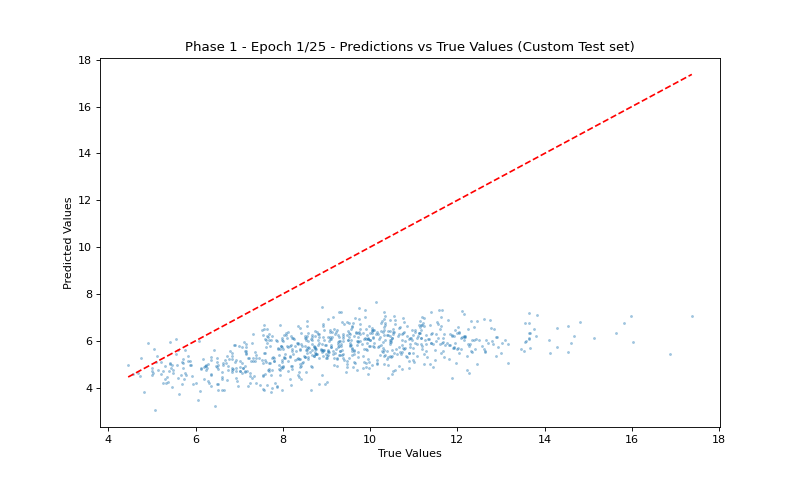 Phase 1 - Epoch 1/25 - Predictions vs True Values (Custom Test set)
18
16
14
12
10
8
6
4
Predicted Values
4 6 8 10 12 14 16 18
True Values